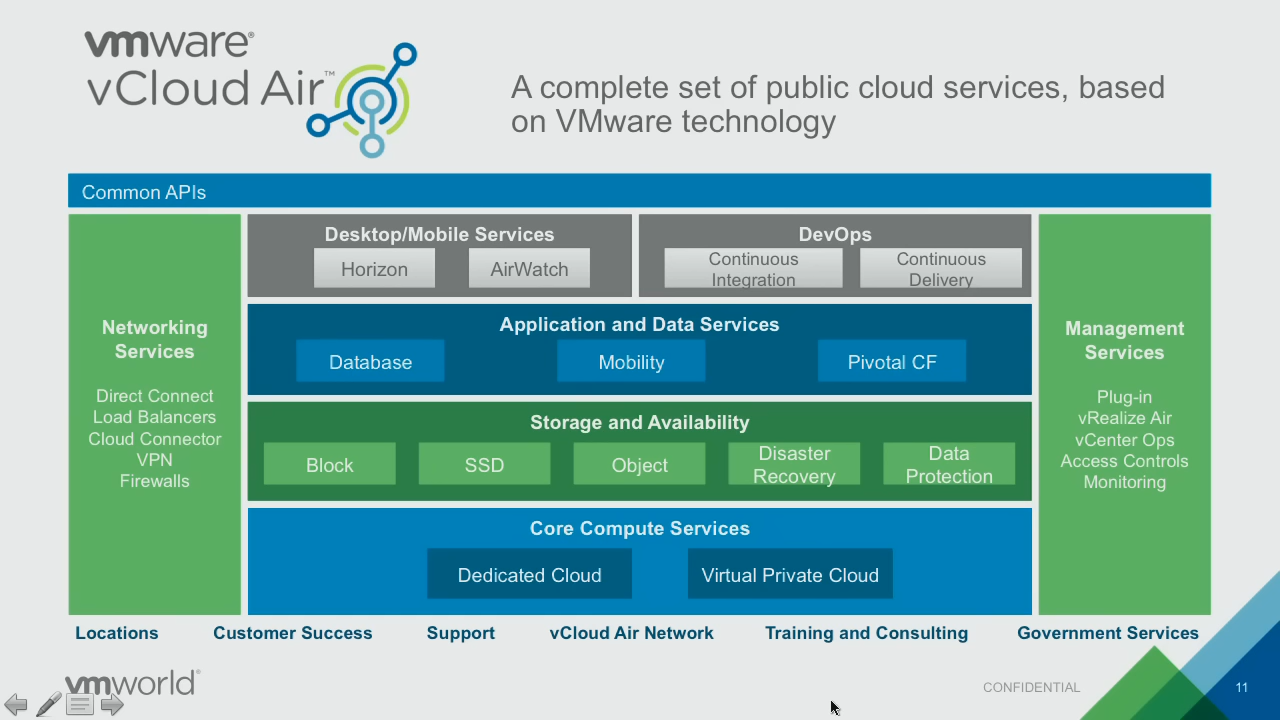 vmware®
vCloud Air™
A complete set of public cloud services, based
on VMware technology
Common APIs
Networking
Services
Direct Connect
Load Balancers
Cloud Connector
VPN
Firewalls
Desktop/Mobile Services
Horizon
AirWatch
DevOps
Continuous
Integration
Continuous
Delivery
Application and Data Services
Database
Mobility
Pivotal CF
Storage and Availability
Block
SSD
Object
Disaster
Recovery
Data
Protection
Core Compute Services
Dedicated Cloud
Virtual Private Cloud
Management
Services
Plug-in
vRealize Air
vCenter Ops
Access Controls
Monitoring
Locations
Customer Success
Support
vCloud Air Network
Training and Consulting
Government Services
vmworld®
CONFIDENTIAL
11